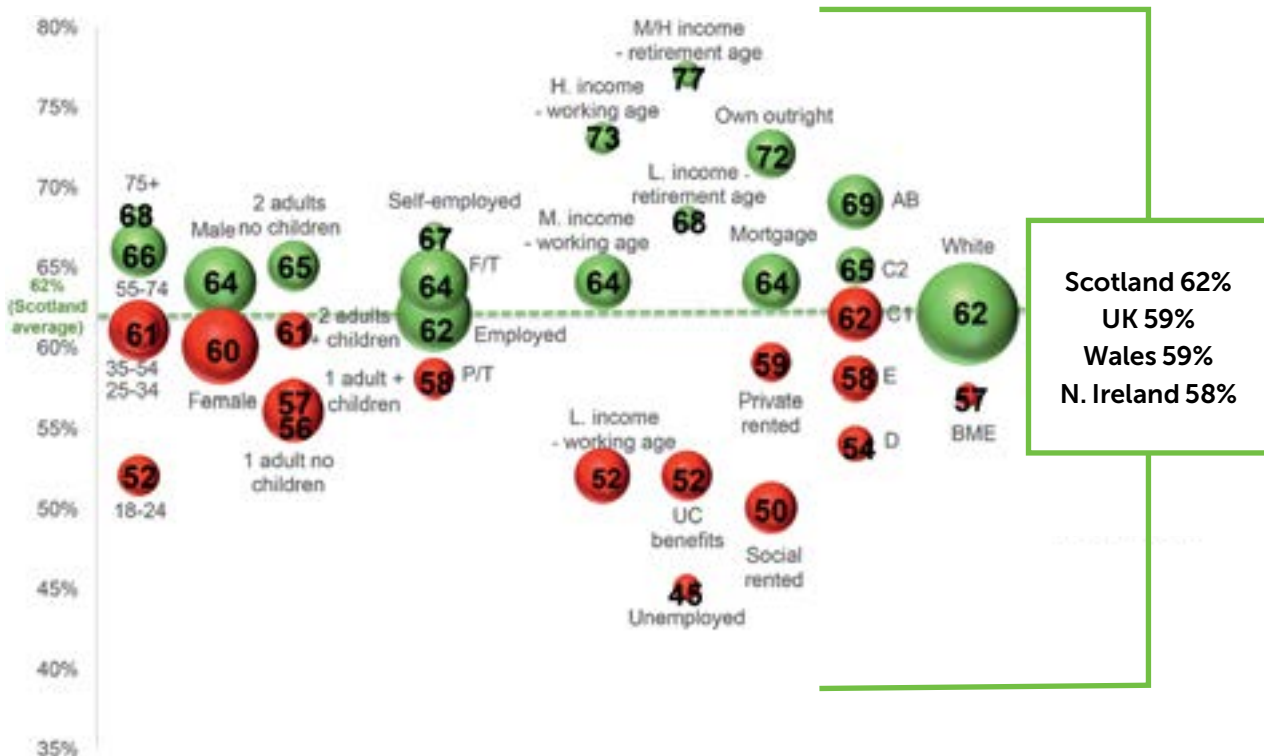 80%
75%
70%
65%
62%
(Scotland
average)
60%
55%
50%
45%
40%
35%
75+
68
66
55-74
61
35-54
25-34
52
18-24
Male
64
60
Female
2 adults
no children
65
61
2 adults
+ children
57
1 adult +
children
56
1 adult no
children
Self-employed
67
F/T
64
62
Employed
58
P/T
H. income
- working age
73
M. income
- working age
64
L. income
- working age
52
M/H income
- retirement age
77
L. income -
retirement age
68
52
UC
benefits
45
Unemployed
Own outright
72
Mortgage
64
59
Private
rented
50
Social
rented
69
AB
65
C2
62
C1
58
E
54
D
White
62
57
BME
Scotland 62%
UK 59%
Wales 59%
N. Ireland 58%